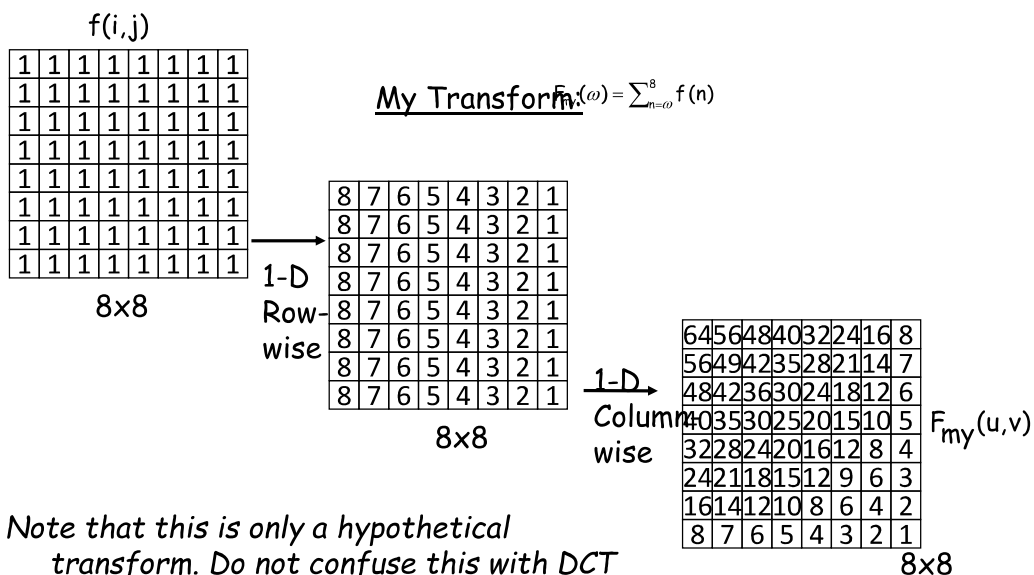 f(i,j)
1 1 1 1 1 1 1 1
1 1 1 1 1 1 1 1
1 1 1 1 1 1 1 1
1 1 1 1 1 1 1 1
1 1 1 1 1 1 1 1
1 1 1 1 1 1 1 1
1 1 1 1 1 1 1 1
1 1 1 1 1 1 1 1
8x8
My Transform: F_my(ω) = ∑_{n=ω}^{8} f(n)
1-D
Row-
wise
8 7 6 5 4 3 2 1
8 7 6 5 4 3 2 1
8 7 6 5 4 3 2 1
8 7 6 5 4 3 2 1
8 7 6 5 4 3 2 1
8 7 6 5 4 3 2 1
8 7 6 5 4 3 2 1
8 7 6 5 4 3 2 1
8x8
1-D
Column-
wise
64 56 48 40 32 24 16 8
56 49 42 35 28 21 14 7
48 42 36 30 24 18 12 6
40 35 30 25 20 15 10 5
32 28 24 20 16 12 8 4
24 21 18 15 12 9 6 3
16 14 12 10 8 6 4 2
8 7 6 5 4 3 2 1
F_my(u,v)
8x8
Note that this is only a hypothetical
transform. Do not confuse this with DCT